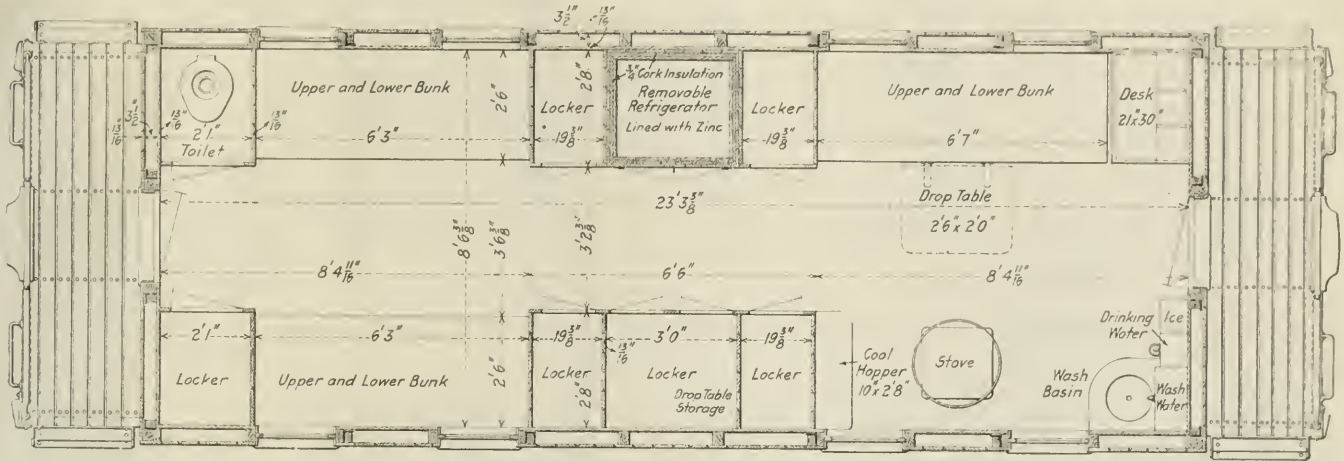 3 1/2"
13/16"
3/4"
Cork Insulation
Removable
Refrigerator
Lined with Zinc
Upper and Lower Bunk
2'6"
2'8"
Locker
19 3/8"
Locker
19 3/8"
Upper and Lower Bunk
Desk
21"x30"
13/16"
3 1/2"
13/16"
2'1"
Toilet
13/16"
6'3"
6'7"
23'3 3/8"
Drop Table
2'6"x2'0"
8'6 3/8"
3'6 3/8"
3'2 3/8"
8'4 11/16"
6'6"
8'4 11/16"
2'1"
Locker
6'3"
Upper and Lower Bunk
2'6"
19 3/8"
Locker
2'8"
13/16"
3'0"
Locker
Drop Table
Storage
19 3/8"
Locker
Coal
Hopper
10"x2'8"
Stove
Drinking Ice
Water
Wash
Basin
Wash
Water